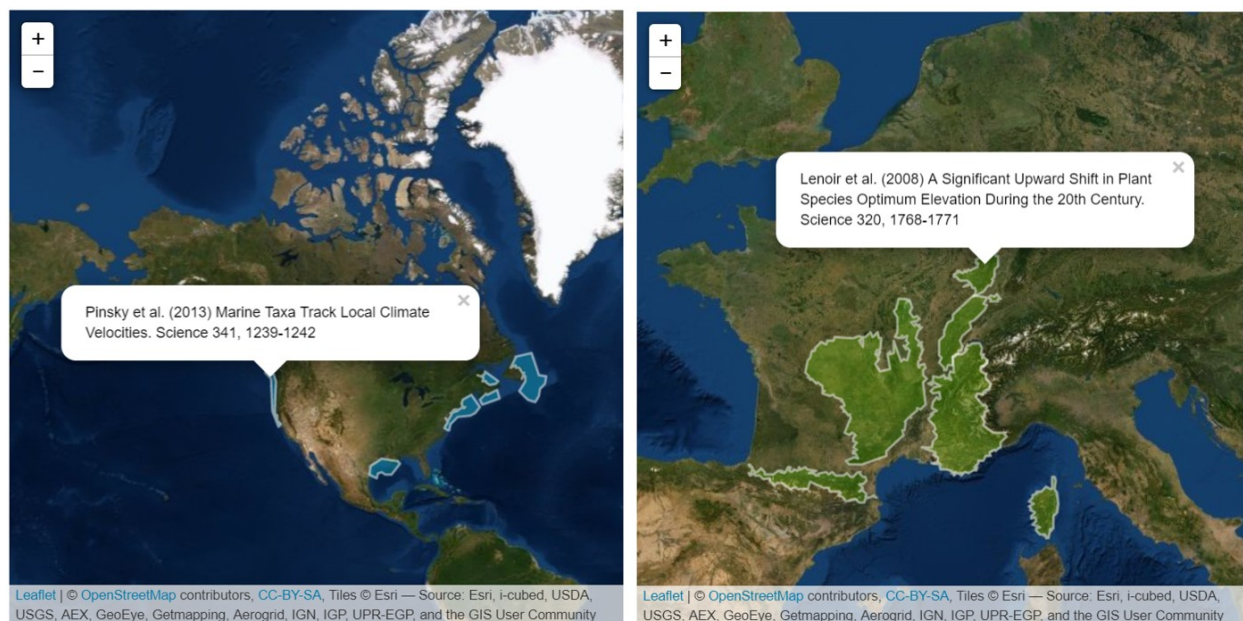 +
−
Pinsky et al. (2013) Marine Taxa Track Local Climate
Velocities. Science 341, 1239-1242
×
Leaflet | © OpenStreetMap contributors, CC-BY-SA, Tiles © Esri — Source: Esri, i-cubed, USDA,
USGS, AEX, GeoEye, Getmapping, Aerogrid, IGN, IGP, UPR-EGP, and the GIS User Community
+
−
Lenoir et al. (2008) A Significant Upward Shift in Plant
Species Optimum Elevation During the 20th Century.
Science 320, 1768-1771
×
Leaflet | © OpenStreetMap contributors, CC-BY-SA, Tiles © Esri — Source: Esri, i-cubed, USDA,
USGS, AEX, GeoEye, Getmapping, Aerogrid, IGN, IGP, UPR-EGP, and the GIS User Community